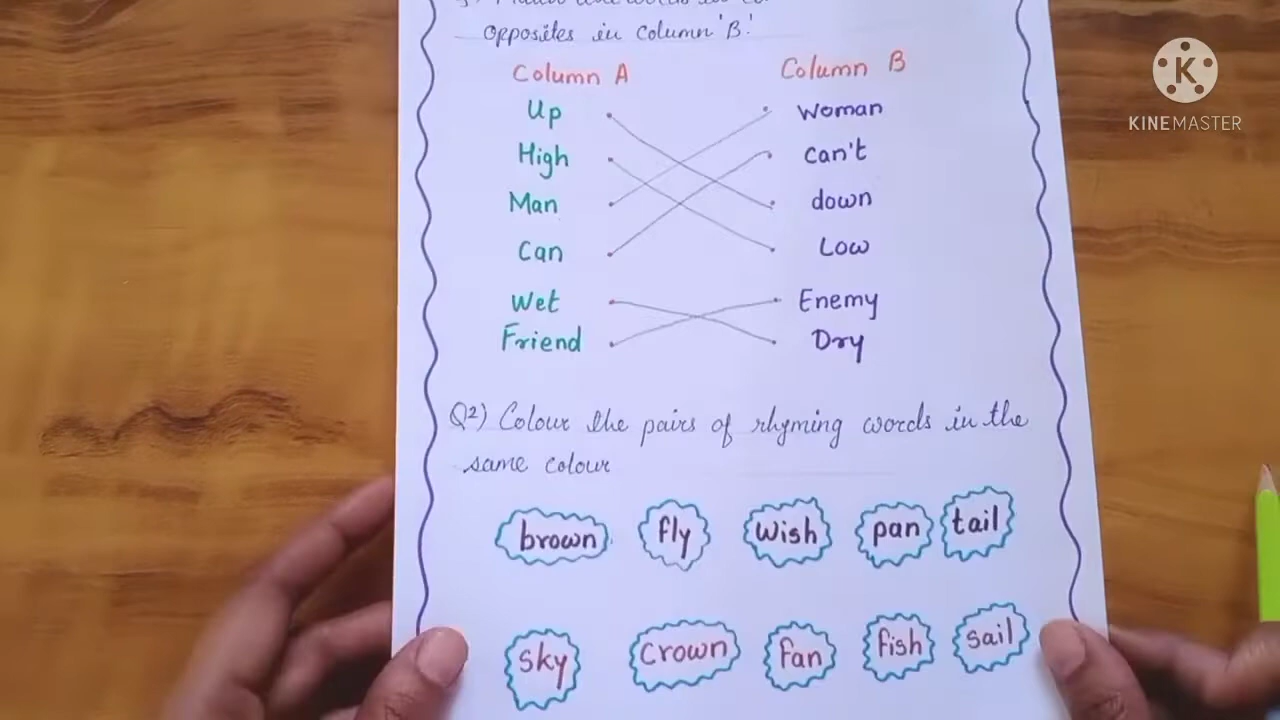 opposites in column 'B'.
Column A Column B
Up Woman
High can't
Man down
Can Low
Wet Enemy
Friend Dry
Q2) Colour the pairs of rhyming words in the
same colour
brown fly wish pan tail
sky crown fan fish sail
K
KINEMASTER